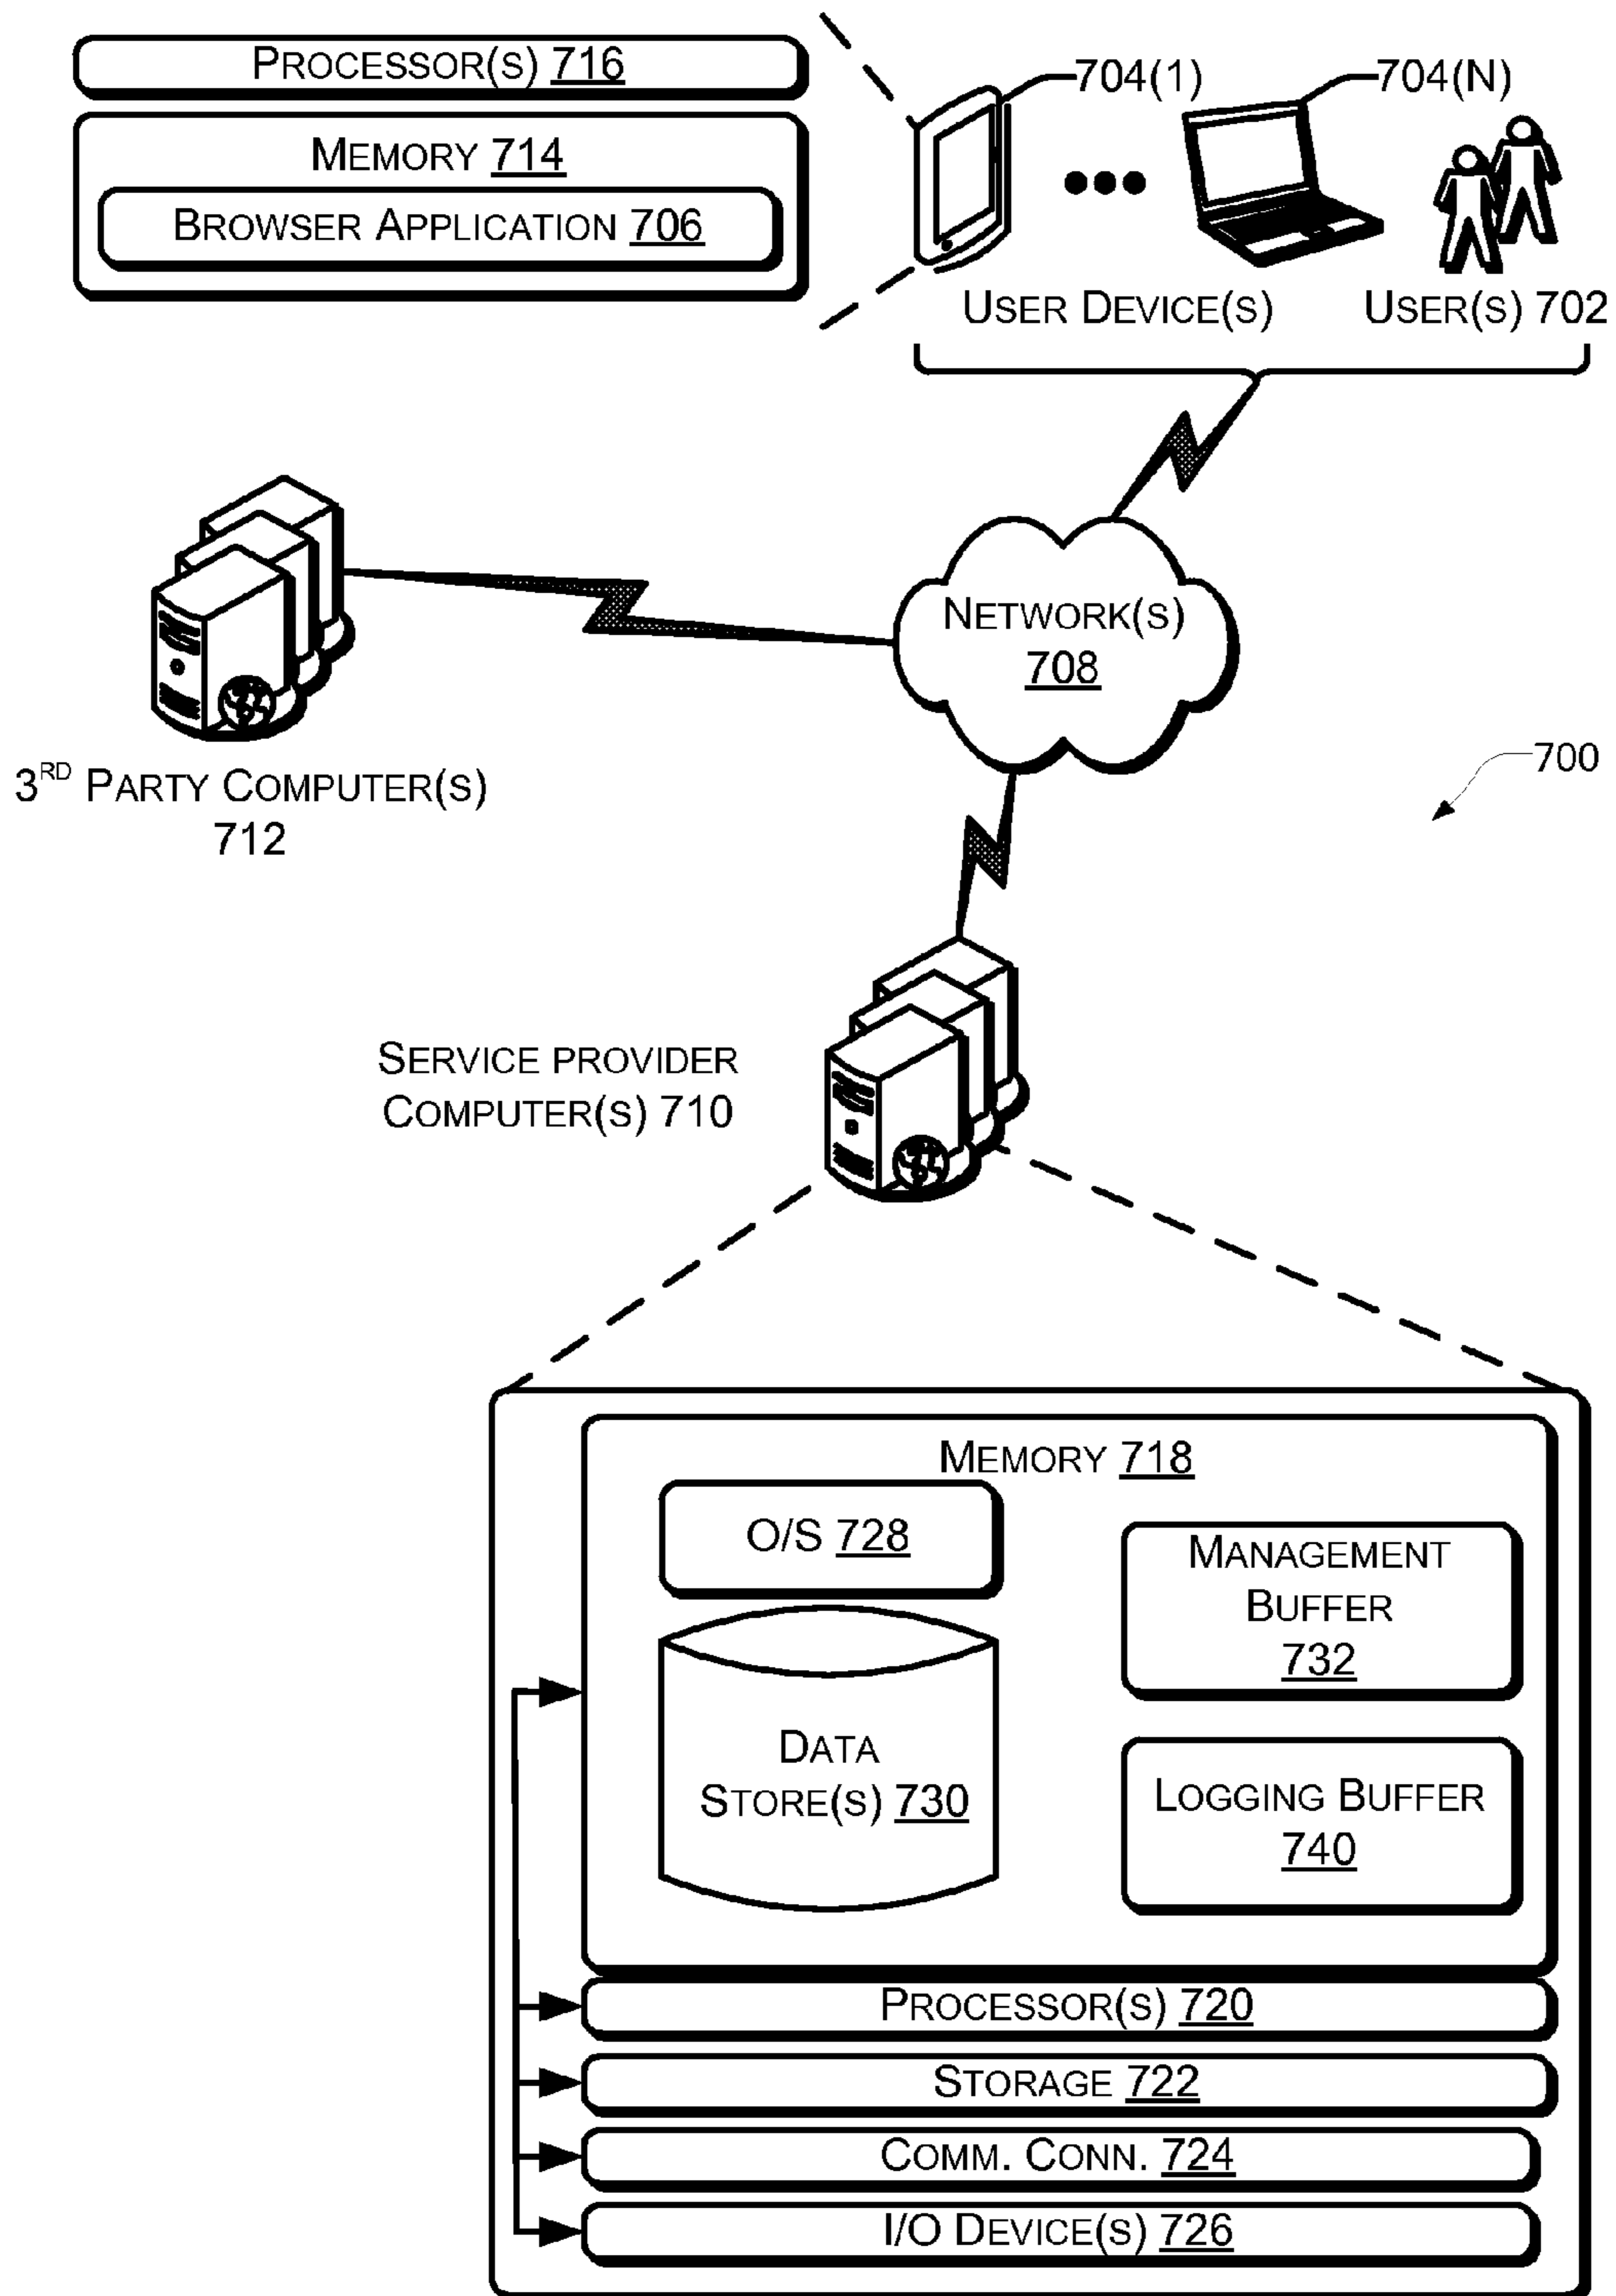 PROCESSOR(S) 716
MEMORY 714
BROWSER APPLICATION 706
704(1)
704(N)
USER DEVICE(S)
USER(S) 702
NETWORK(S)
708
3RD PARTY COMPUTER(S)
712
700
SERVICE PROVIDER
COMPUTER(S) 710
MEMORY 718
O/S 728
MANAGEMENT
BUFFER
732
DATA
STORE(S) 730
LOGGING BUFFER
740
PROCESSOR(S) 720
STORAGE 722
COMM. CONN. 724
I/O DEVICE(S) 726